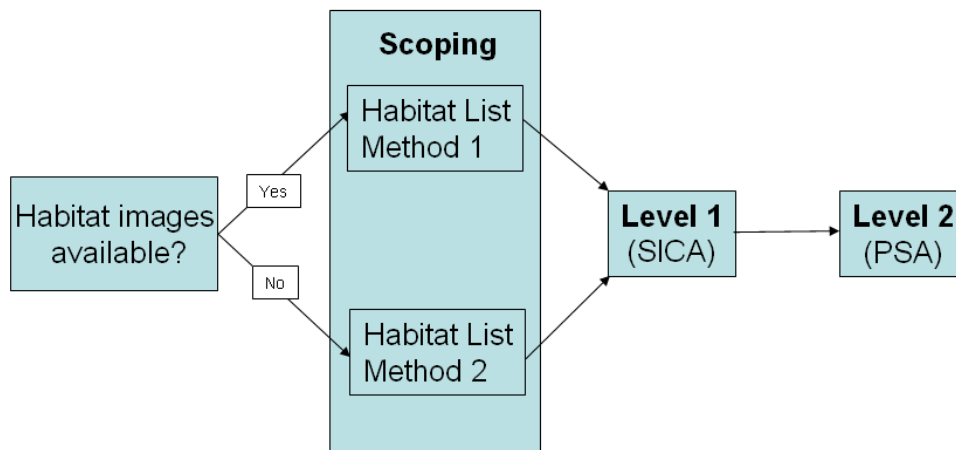 Habitat images
available?
Yes
No
Scoping
Habitat List
Method 1
Habitat List
Method 2
Level 1
(SICA)
Level 2
(PSA)